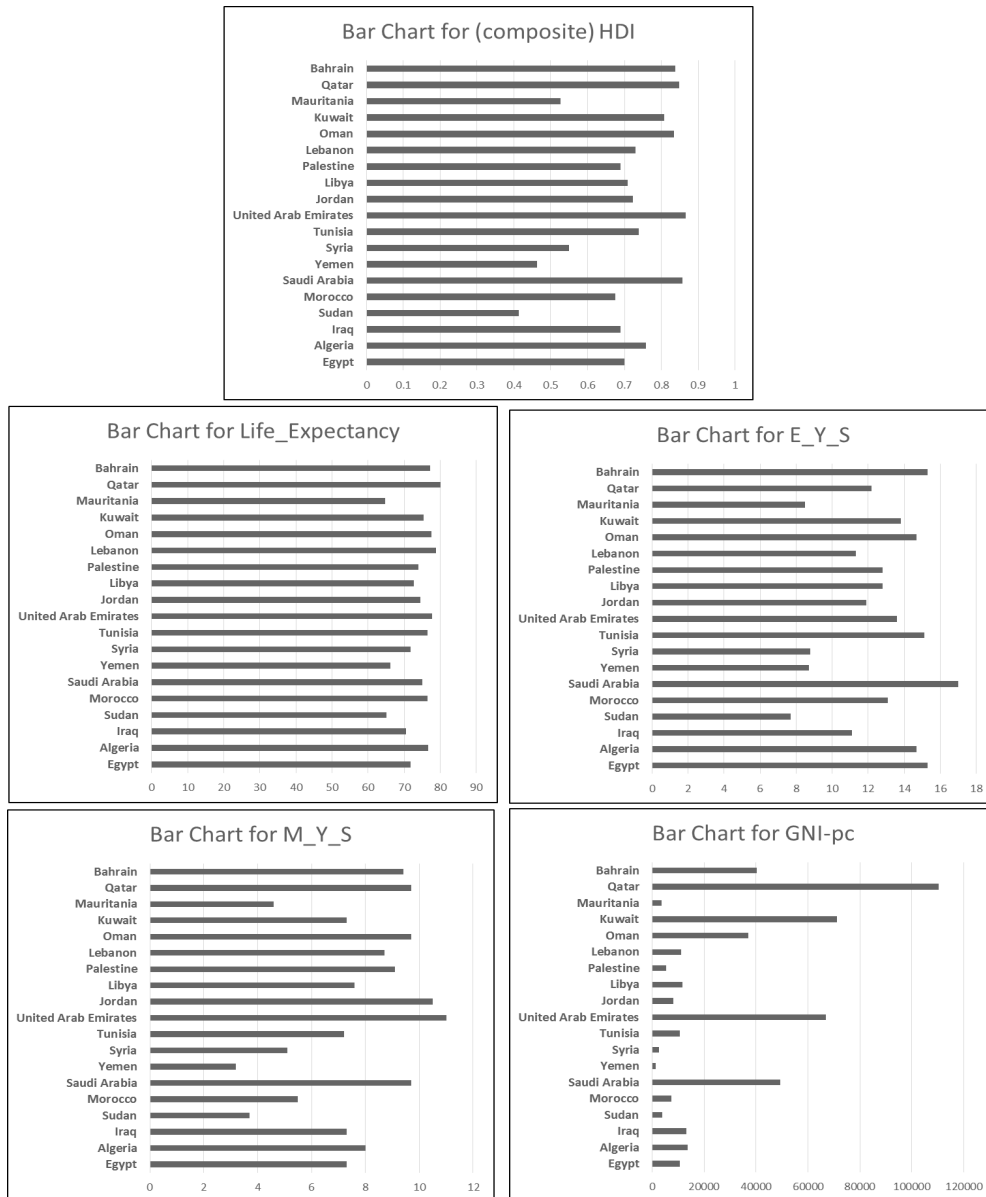 Bar Chart for (composite) HDI
Bahrain
Qatar
Mauritania
Kuwait
Oman
Lebanon
Palestine
Libya
Jordan
United Arab Emirates
Tunisia
Syria
Yemen
Saudi Arabia
Morocco
Sudan
Iraq
Algeria
Egypt
0 0.1 0.2 0.3 0.4 0.5 0.6 0.7 0.8 0.9 1
Bar Chart for Life_Expectancy
Bahrain
Qatar
Mauritania
Kuwait
Oman
Lebanon
Palestine
Libya
Jordan
United Arab Emirates
Tunisia
Syria
Yemen
Saudi Arabia
Morocco
Sudan
Iraq
Algeria
Egypt
0 10 20 30 40 50 60 70 80 90
Bar Chart for E_Y_S
Bahrain
Qatar
Mauritania
Kuwait
Oman
Lebanon
Palestine
Libya
Jordan
United Arab Emirates
Tunisia
Syria
Yemen
Saudi Arabia
Morocco
Sudan
Iraq
Algeria
Egypt
0 2 4 6 8 10 12 14 16 18
Bar Chart for M_Y_S
Bahrain
Qatar
Mauritania
Kuwait
Oman
Lebanon
Palestine
Libya
Jordan
United Arab Emirates
Tunisia
Syria
Yemen
Saudi Arabia
Morocco
Sudan
Iraq
Algeria
Egypt
0 2 4 6 8 10 12
Bar Chart for GNI-pc
Bahrain
Qatar
Mauritania
Kuwait
Oman
Lebanon
Palestine
Libya
Jordan
United Arab Emirates
Tunisia
Syria
Yemen
Saudi Arabia
Morocco
Sudan
Iraq
Algeria
Egypt
0 20000 40000 60000 80000 100000 120000